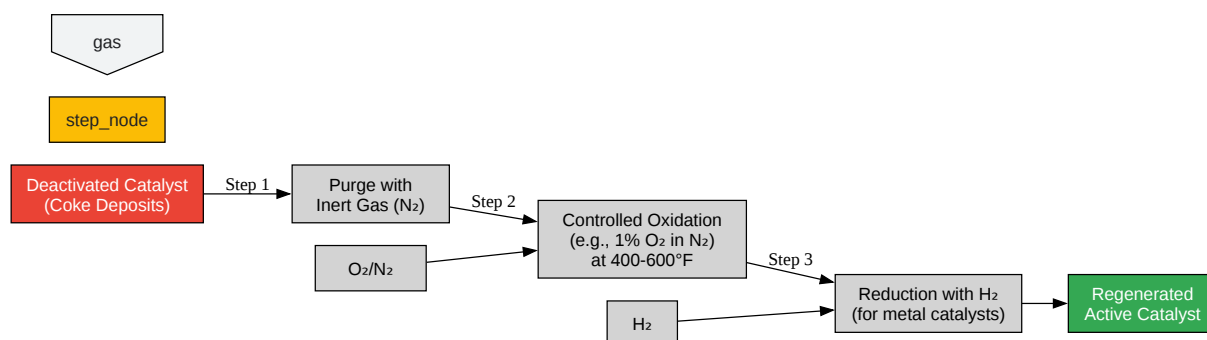 gas
step_node
Deactivated Catalyst
(Coke Deposits)
Step 1
Purge with
Inert Gas (N₂)
Step 2
O₂/N₂
Controlled Oxidation
(e.g., 1% O₂ in N₂)
at 400-600°F
Step 3
H₂
Reduction with H₂
(for metal catalysts)
Regenerated
Active Catalyst